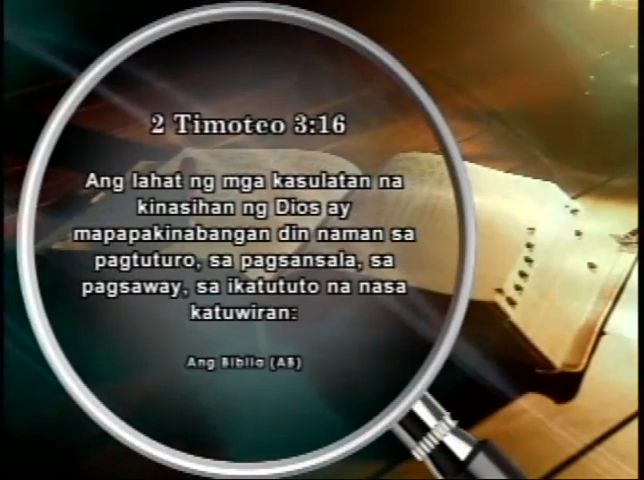 2 Timoteo 3:16
Ang lahat ng mga kasulatan na
kinasihan ng Dios ay
mapapakinabangan din naman sa
pagtuturo, sa pagsansala, sa
pagsaway, sa ikatututo na nasa
katuwiran:
Ang Biblia (AB)